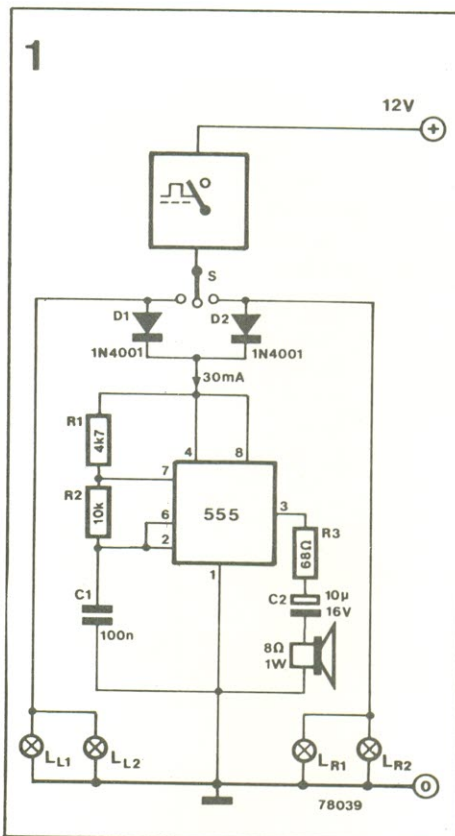 1
12V
+
S
D1
D2
1N4001
1N4001
30mA
R1
4k7
4
8
7
R2
10k
555
3
6
R3
2
68Ω
1
C2
10µ
16V
C1
100n
8Ω
1W
LL1
LL2
LR1
LR2
0
78039